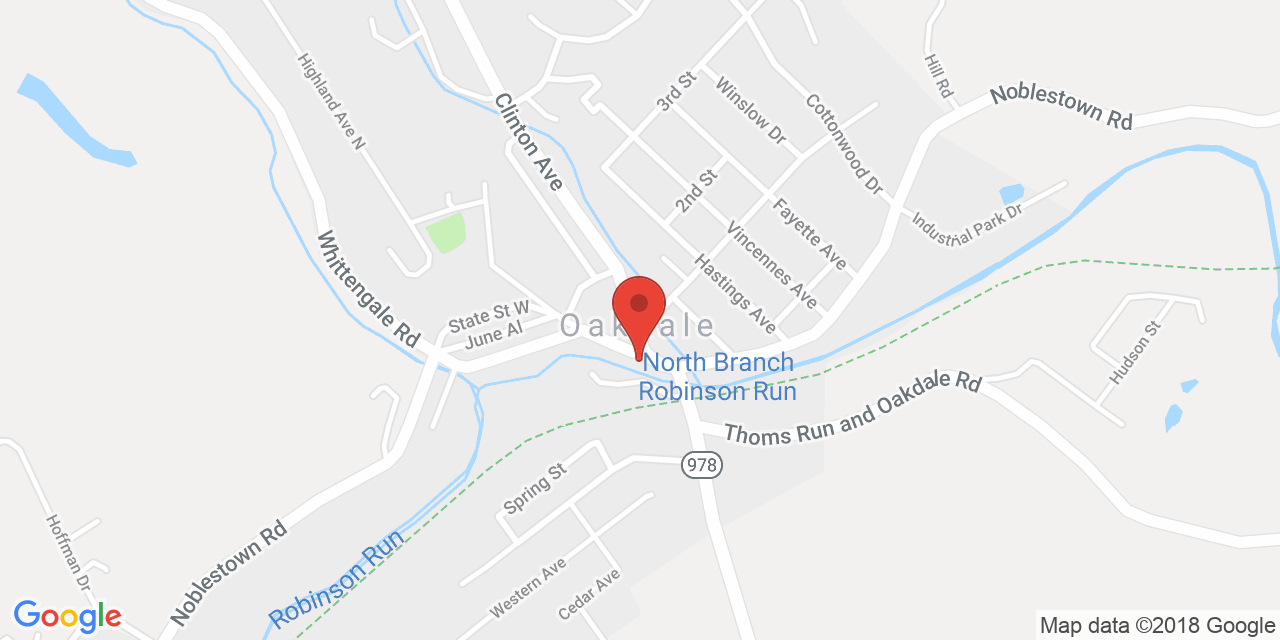 Highland Ave N
Clinton Ave
3rd St
Winslow Dr
Cottonwood Dr
Hill Rd
Noblestown Rd
2nd St
Fayette Ave
Industrial Park Dr
Vincennes Ave
Hastings Ave
Whittengale Rd
State St W
June Al
Oakdale
North Branch
Robinson Run
Hudson St
Thoms Run and Oakdale Rd
978
Spring St
Hoffman Dr
Noblestown Rd
Robinson Run
Western Ave
Cedar Ave
Google
Map data ©2018 Google